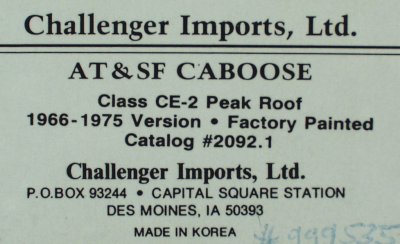 Challenger Imports, Ltd.
AT & SF CABOOSE
Class CE-2 Peak Roof
1966-1975 Version • Factory Painted
Catalog #2092.1
Challenger Imports, Ltd.
P.O.BOX 93244 • CAPITAL SQUARE STATION
DES MOINES, IA 50393
MADE IN KOREA